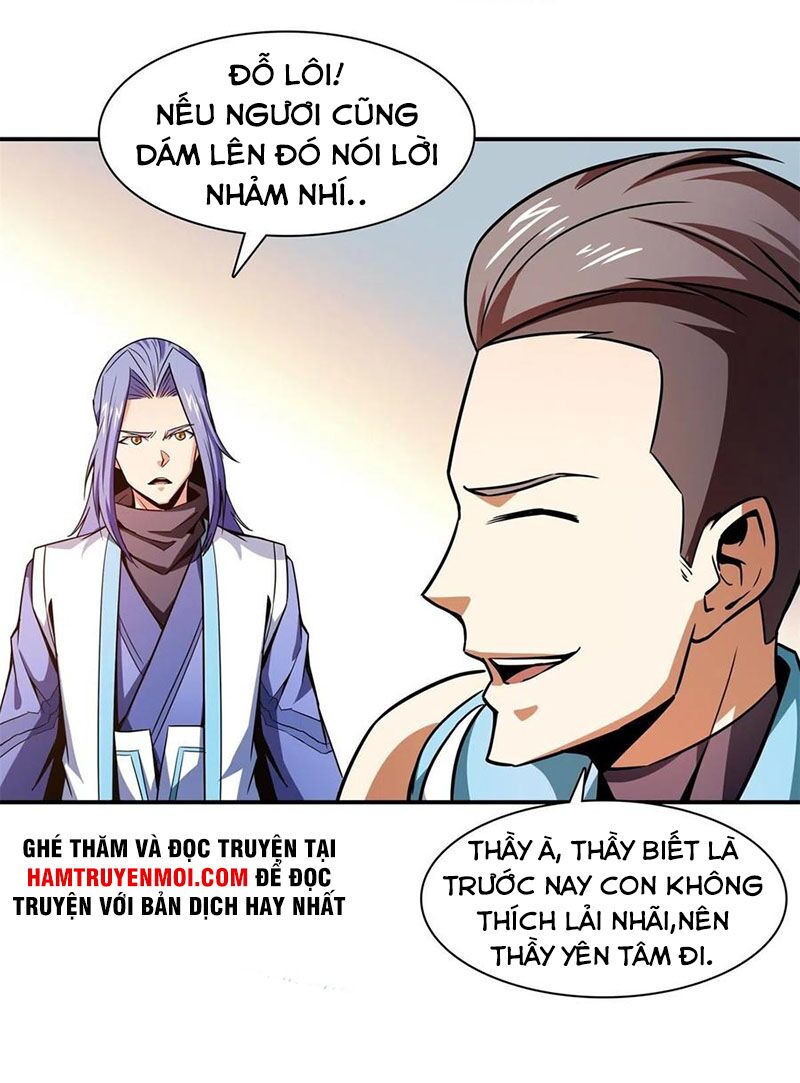 ĐỖ LÔI!
NẾU NGƯƠI CŨNG
DÁM LÊN ĐÓ NÓI LỜI
NHẢM NHÍ..
GHÉ THĂM VÀ ĐỌC TRUYỆN TẠI
HAMTRUYENMOI.COM ĐỂ ĐỌC
TRUYỆN VỚI BẢN DỊCH HAY NHẤT
THẦY À, THẦY BIẾT LÀ
TRƯỚC NAY CON KHÔNG
THÍCH LẢI NHÃI,NÊN
THẦY YÊN TÂM ĐI.